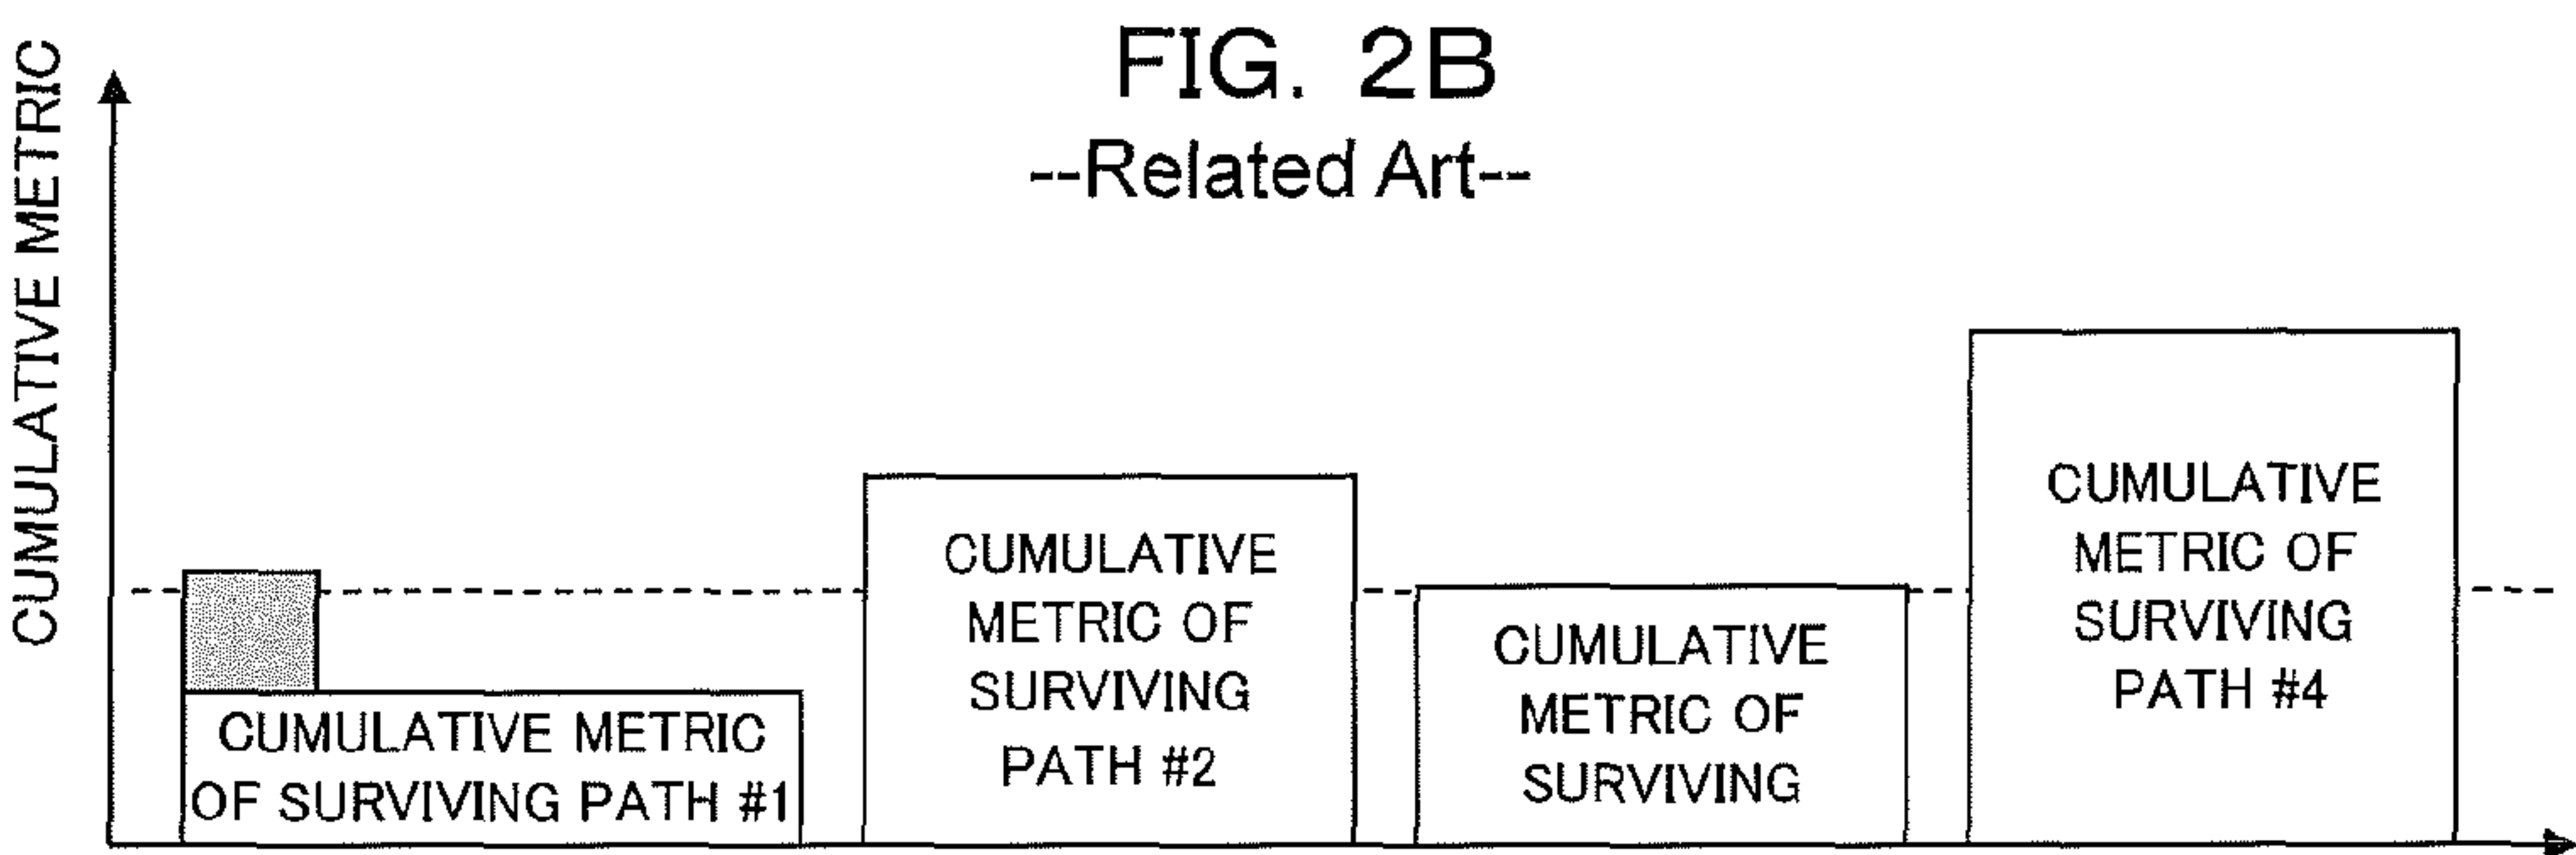 FIG. 2B
--Related Art--
CUMULATIVE METRIC
CUMULATIVE METRIC
OF SURVIVING PATH #1
CUMULATIVE
METRIC OF
SURVIVING
PATH #2
CUMULATIVE
METRIC OF
SURVIVING
CUMULATIVE
METRIC OF
SURVIVING
PATH #4